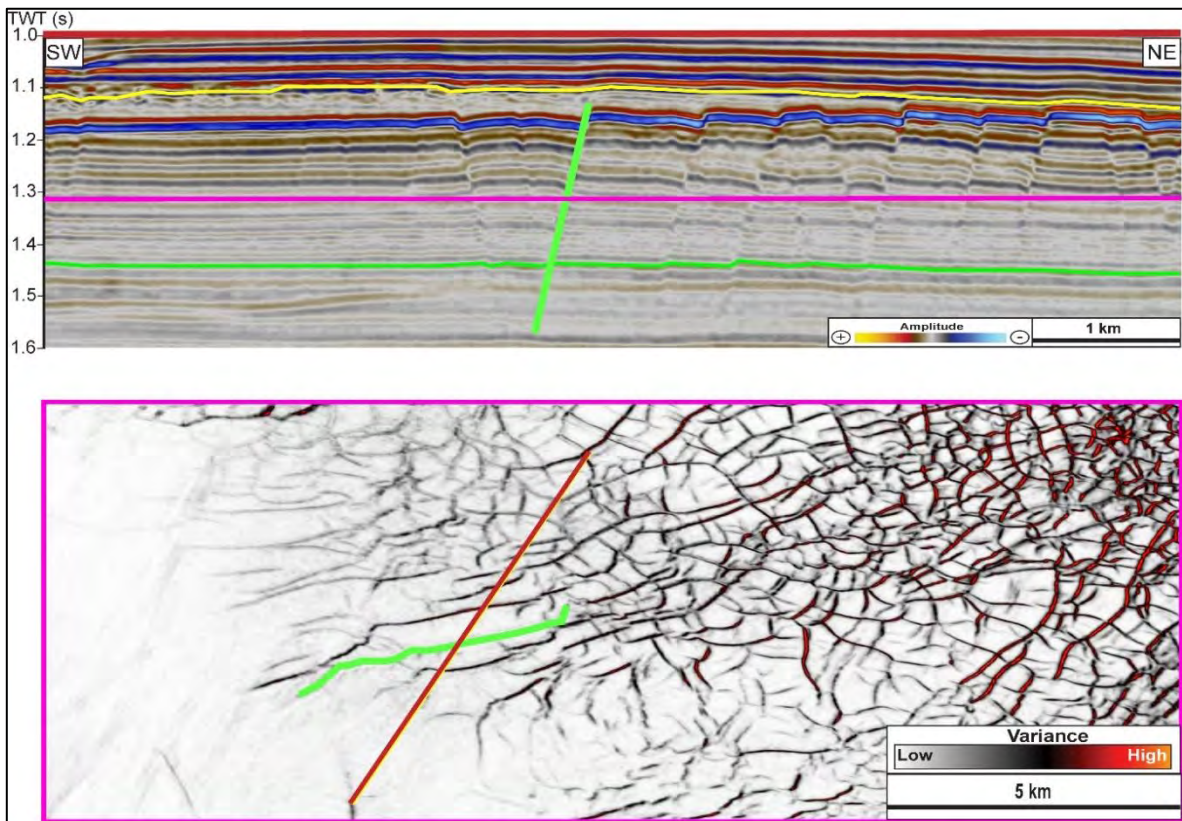 TWT (s)
1.0
SW
NE
1.1
1.2
1.3
1.4
1.5
1.6
Amplitude
+
-
1 km
Variance
Low
High
5 km